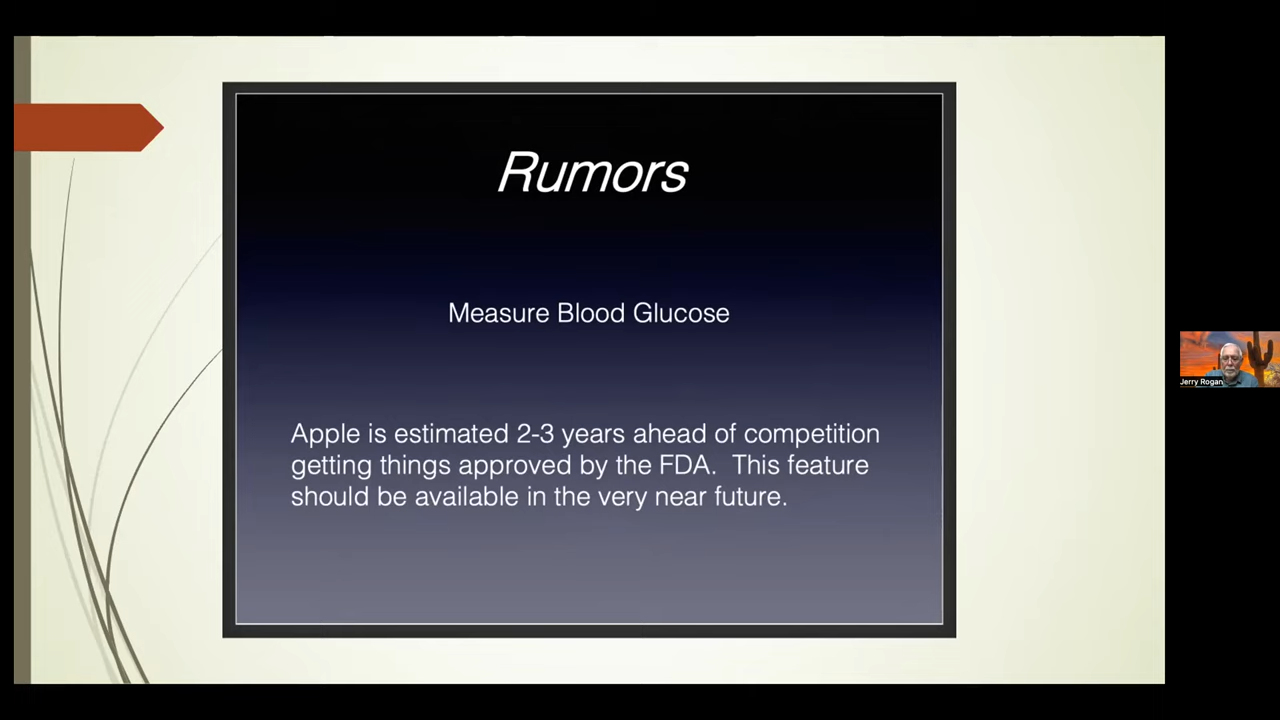 Rumors
Measure Blood Glucose
Apple is estimated 2-3 years ahead of competition
getting things approved by the FDA.  This feature
should be available in the very near future.
Jerry Rogan